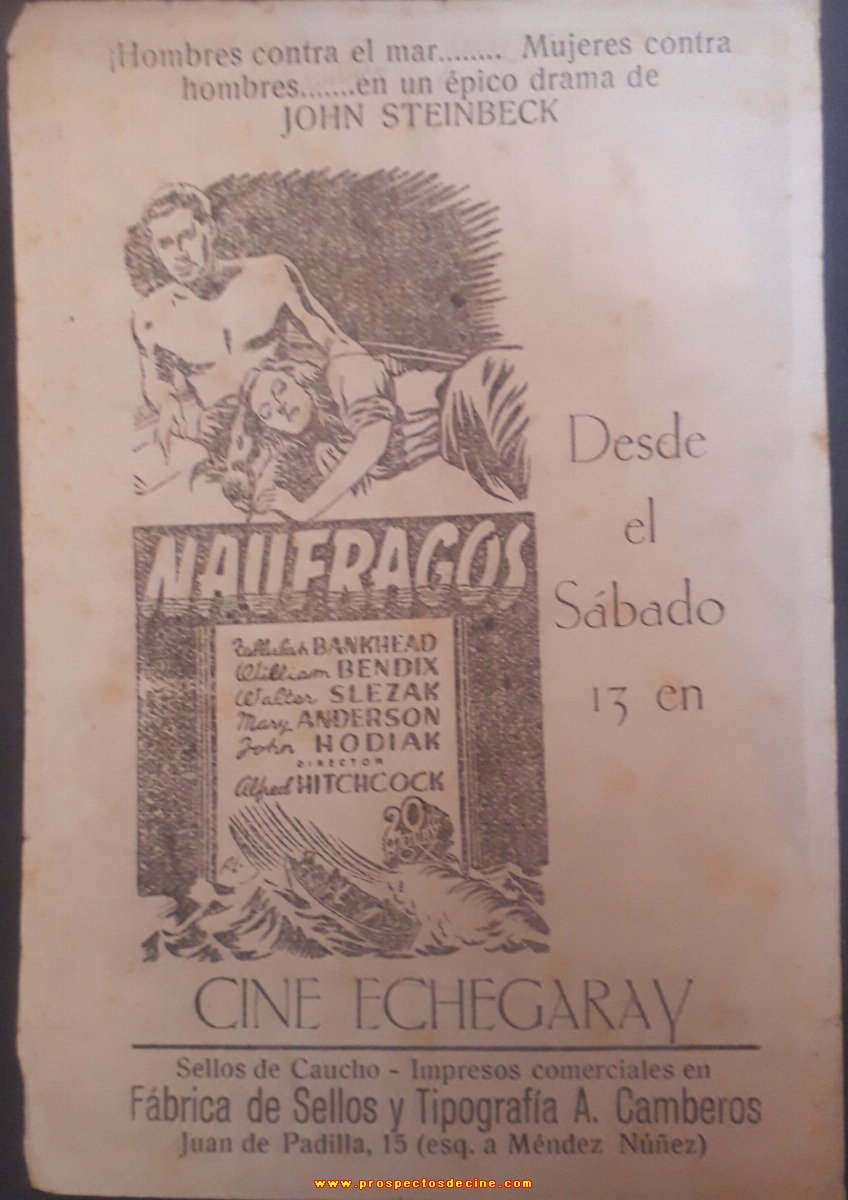 ¡Hombres contra el mar........ Mujeres contra
hombres.......en un épico drama de
JOHN STEINBECK
NAUFRAGOS
Tallulah BANKHEAD
William BENDIX
Walter SLEZAK
Mary ANDERSON
John HODIAK
DIRECTOR
Alfred HITCHCOCK
20
FOX
Desde
el
Sábado
13 en
CINE ECHEGARAY
Sellos de Caucho - Impresos comerciales en
Fábrica de Sellos y Tipografía A. Camberos
Juan de Padilla, 15 (esq. a Méndez Núñez)
www.prospectosdecine.com